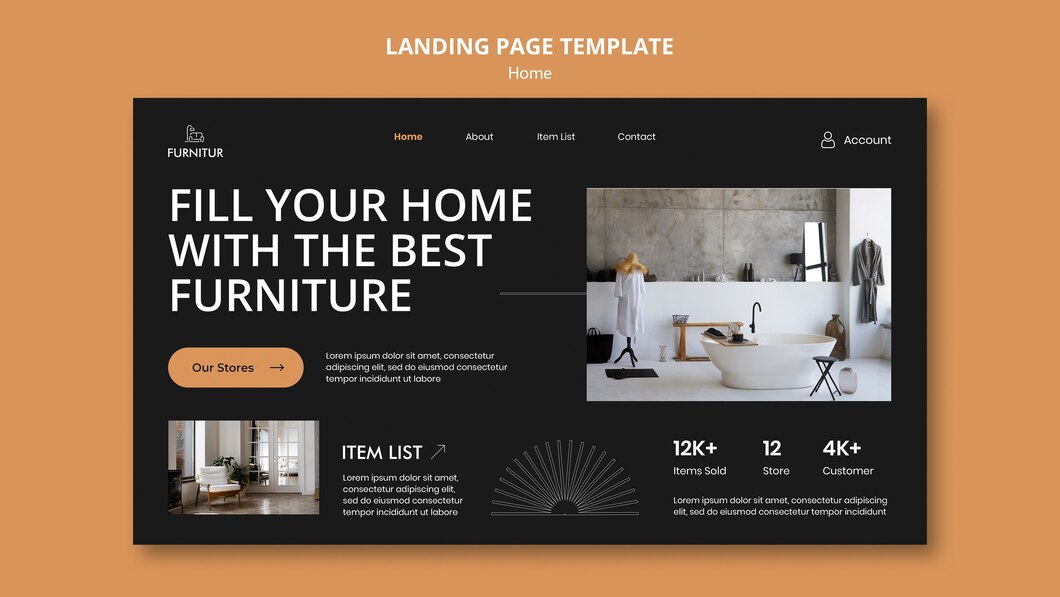 LANDING PAGE TEMPLATE
Home
FURNITUR
Home
About
Item List
Contact
Account
FILL YOUR HOME
WITH THE BEST
FURNITURE
Our Stores
Lorem ipsum dolor sit amet, consectetur
adipiscing elit, sed do eiusmod consectetur
tempor incididunt ut labore
ITEM LIST
Lorem ipsum dolor sit amet,
consectetur adipiscing elit,
sed do eiusmod consectetur
tempor incididunt ut labore
12K+
Items Sold
12
Store
4K+
Customer
Lorem ipsum dolor sit amet, consectetur adipiscing
elit, sed do eiusmod consectetur tempor incididunt